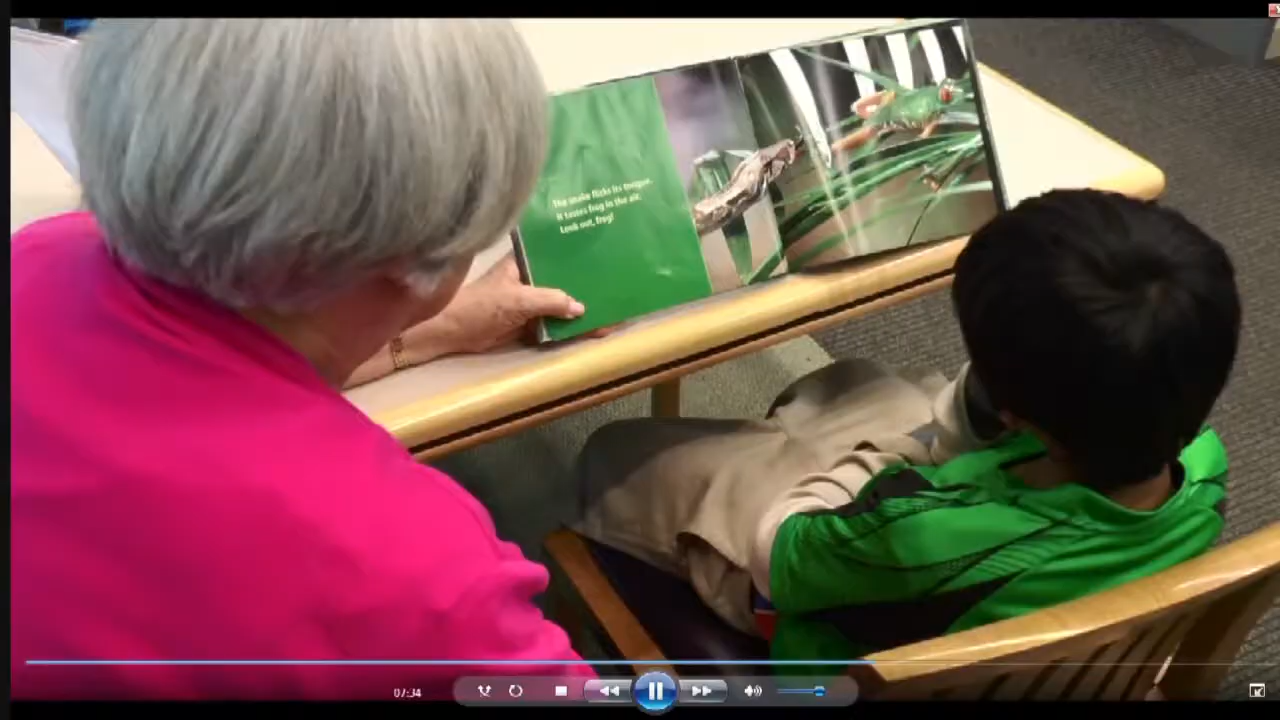 The snake flicks its tongue.
It tastes frog in the air.
Look out, frog!
07:34